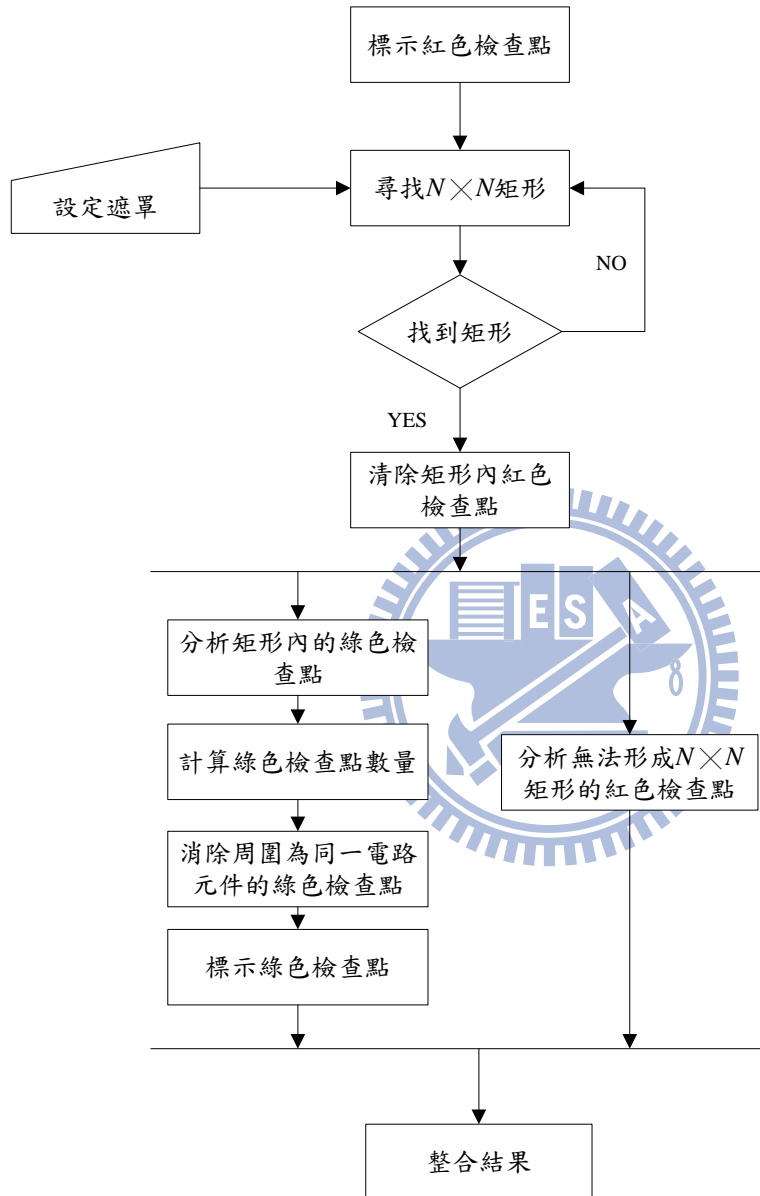 標示紅色檢查點
設定遮罩
尋找N×N矩形
NO
找到矩形
YES
清除矩形內紅色
檢查點
E S A
分析矩形內的綠色檢
查點
計算綠色檢查點數量
分析無法形成N×N
矩形的紅色檢查點
消除周圍為同一電路
元件的綠色檢查點
標示綠色檢查點
整合結果